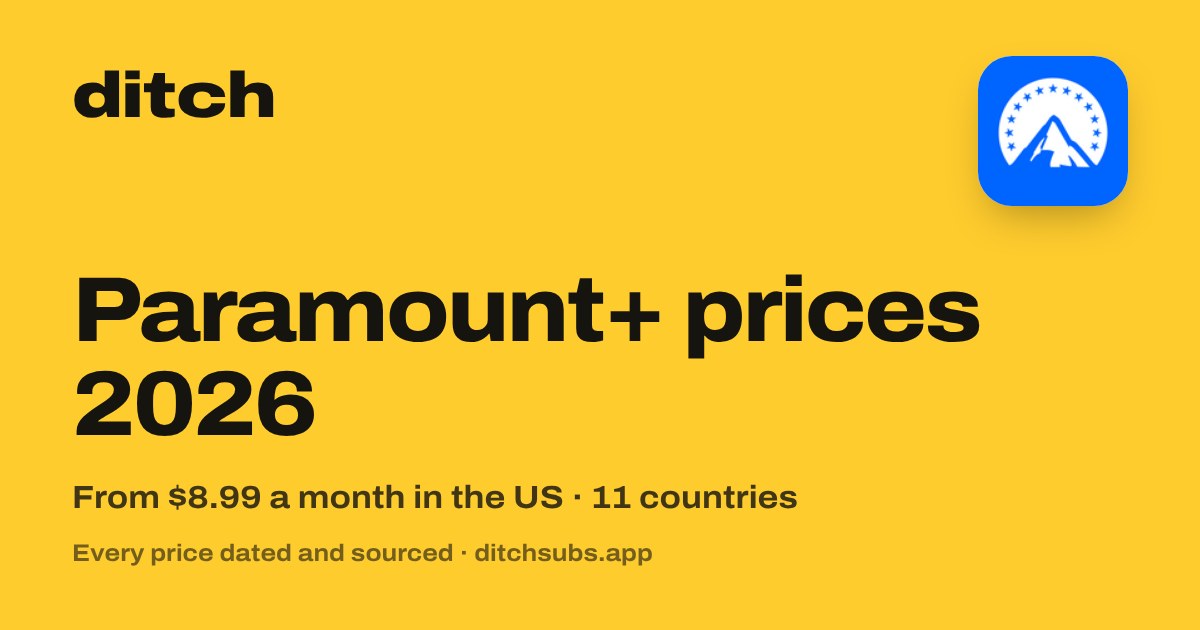 ditch
Paramount+ prices
2026
From $8.99 a month in the US · 11 countries
Every price dated and sourced · ditchsubs.app